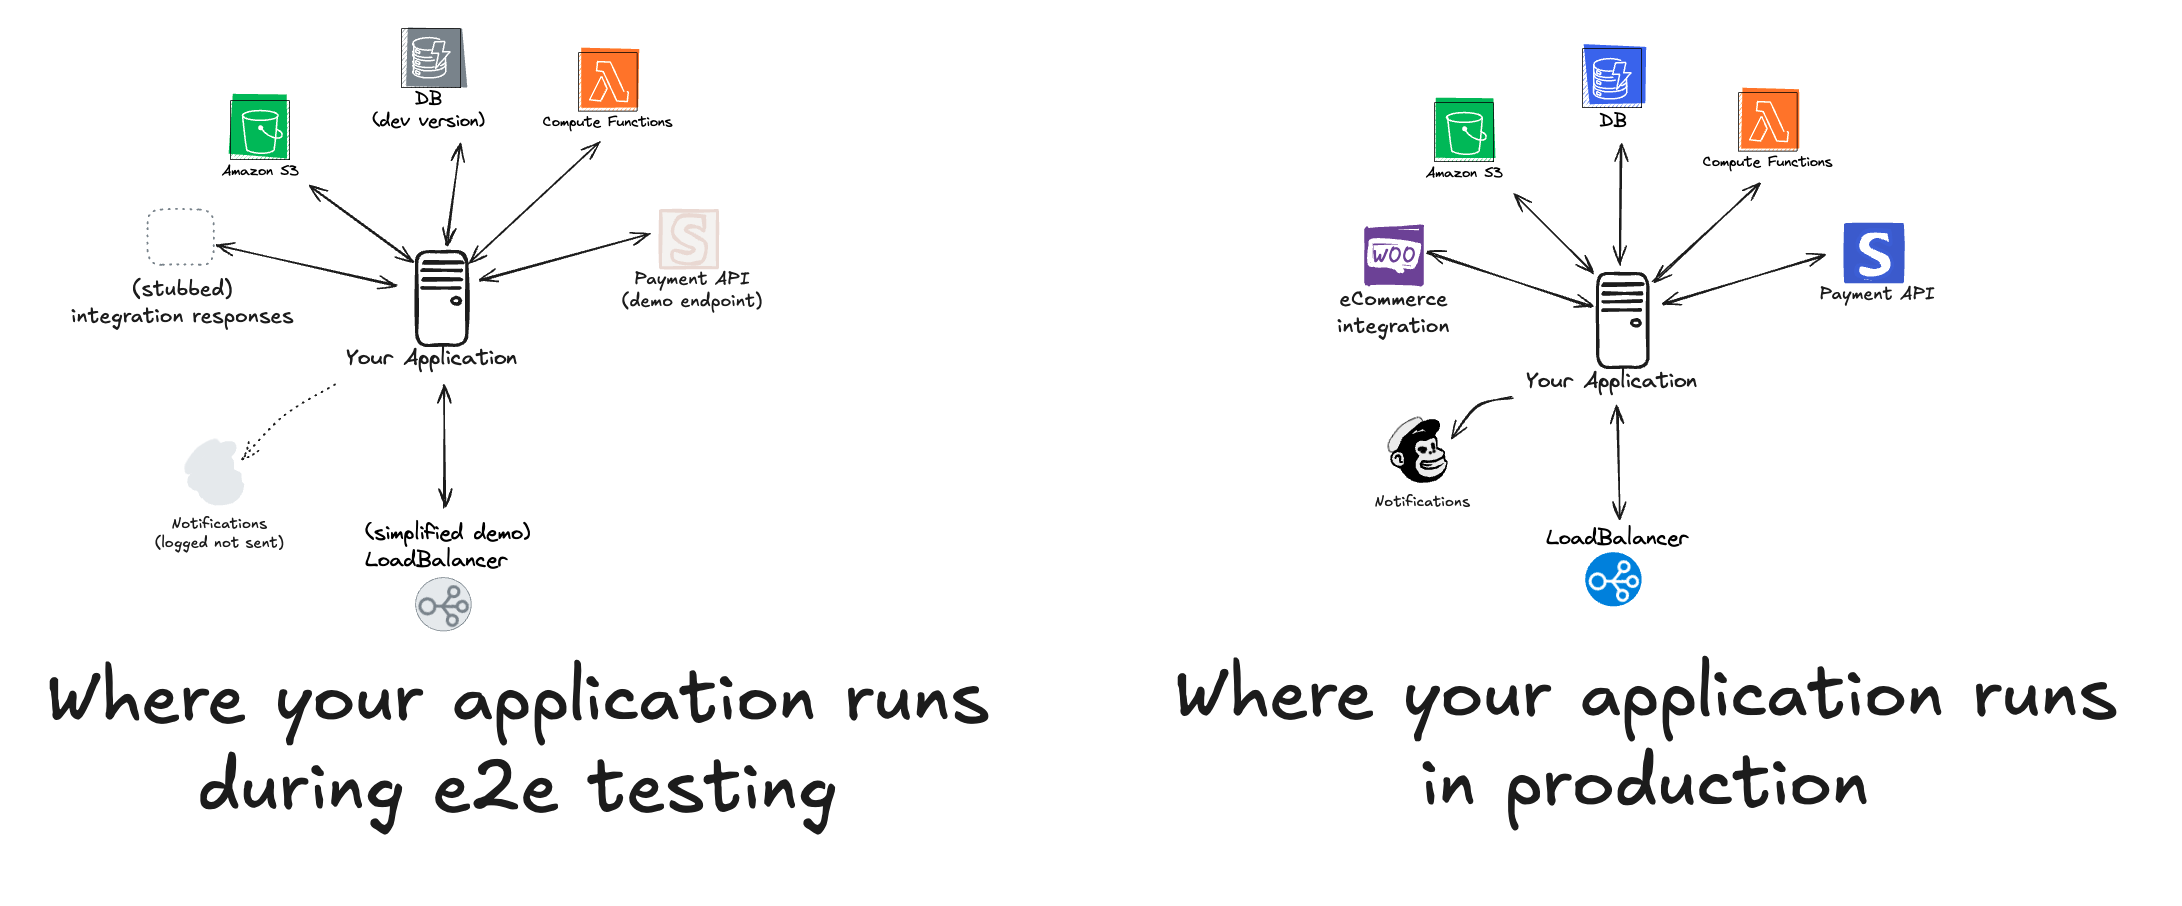 DB
(dev version)
Compute Functions
Amazon S3
(stubbed)
integration responses
S
Payment API
(demo endpoint)
Your Application
Notifications
(logged not sent)
(simplified demo)
LoadBalancer
Where your application runs
during e2e testing
DB
Compute Functions
Amazon S3
WOO
eCommerce
integration
S
Payment API
Your Application
Notifications
LoadBalancer
Where your application runs
in production